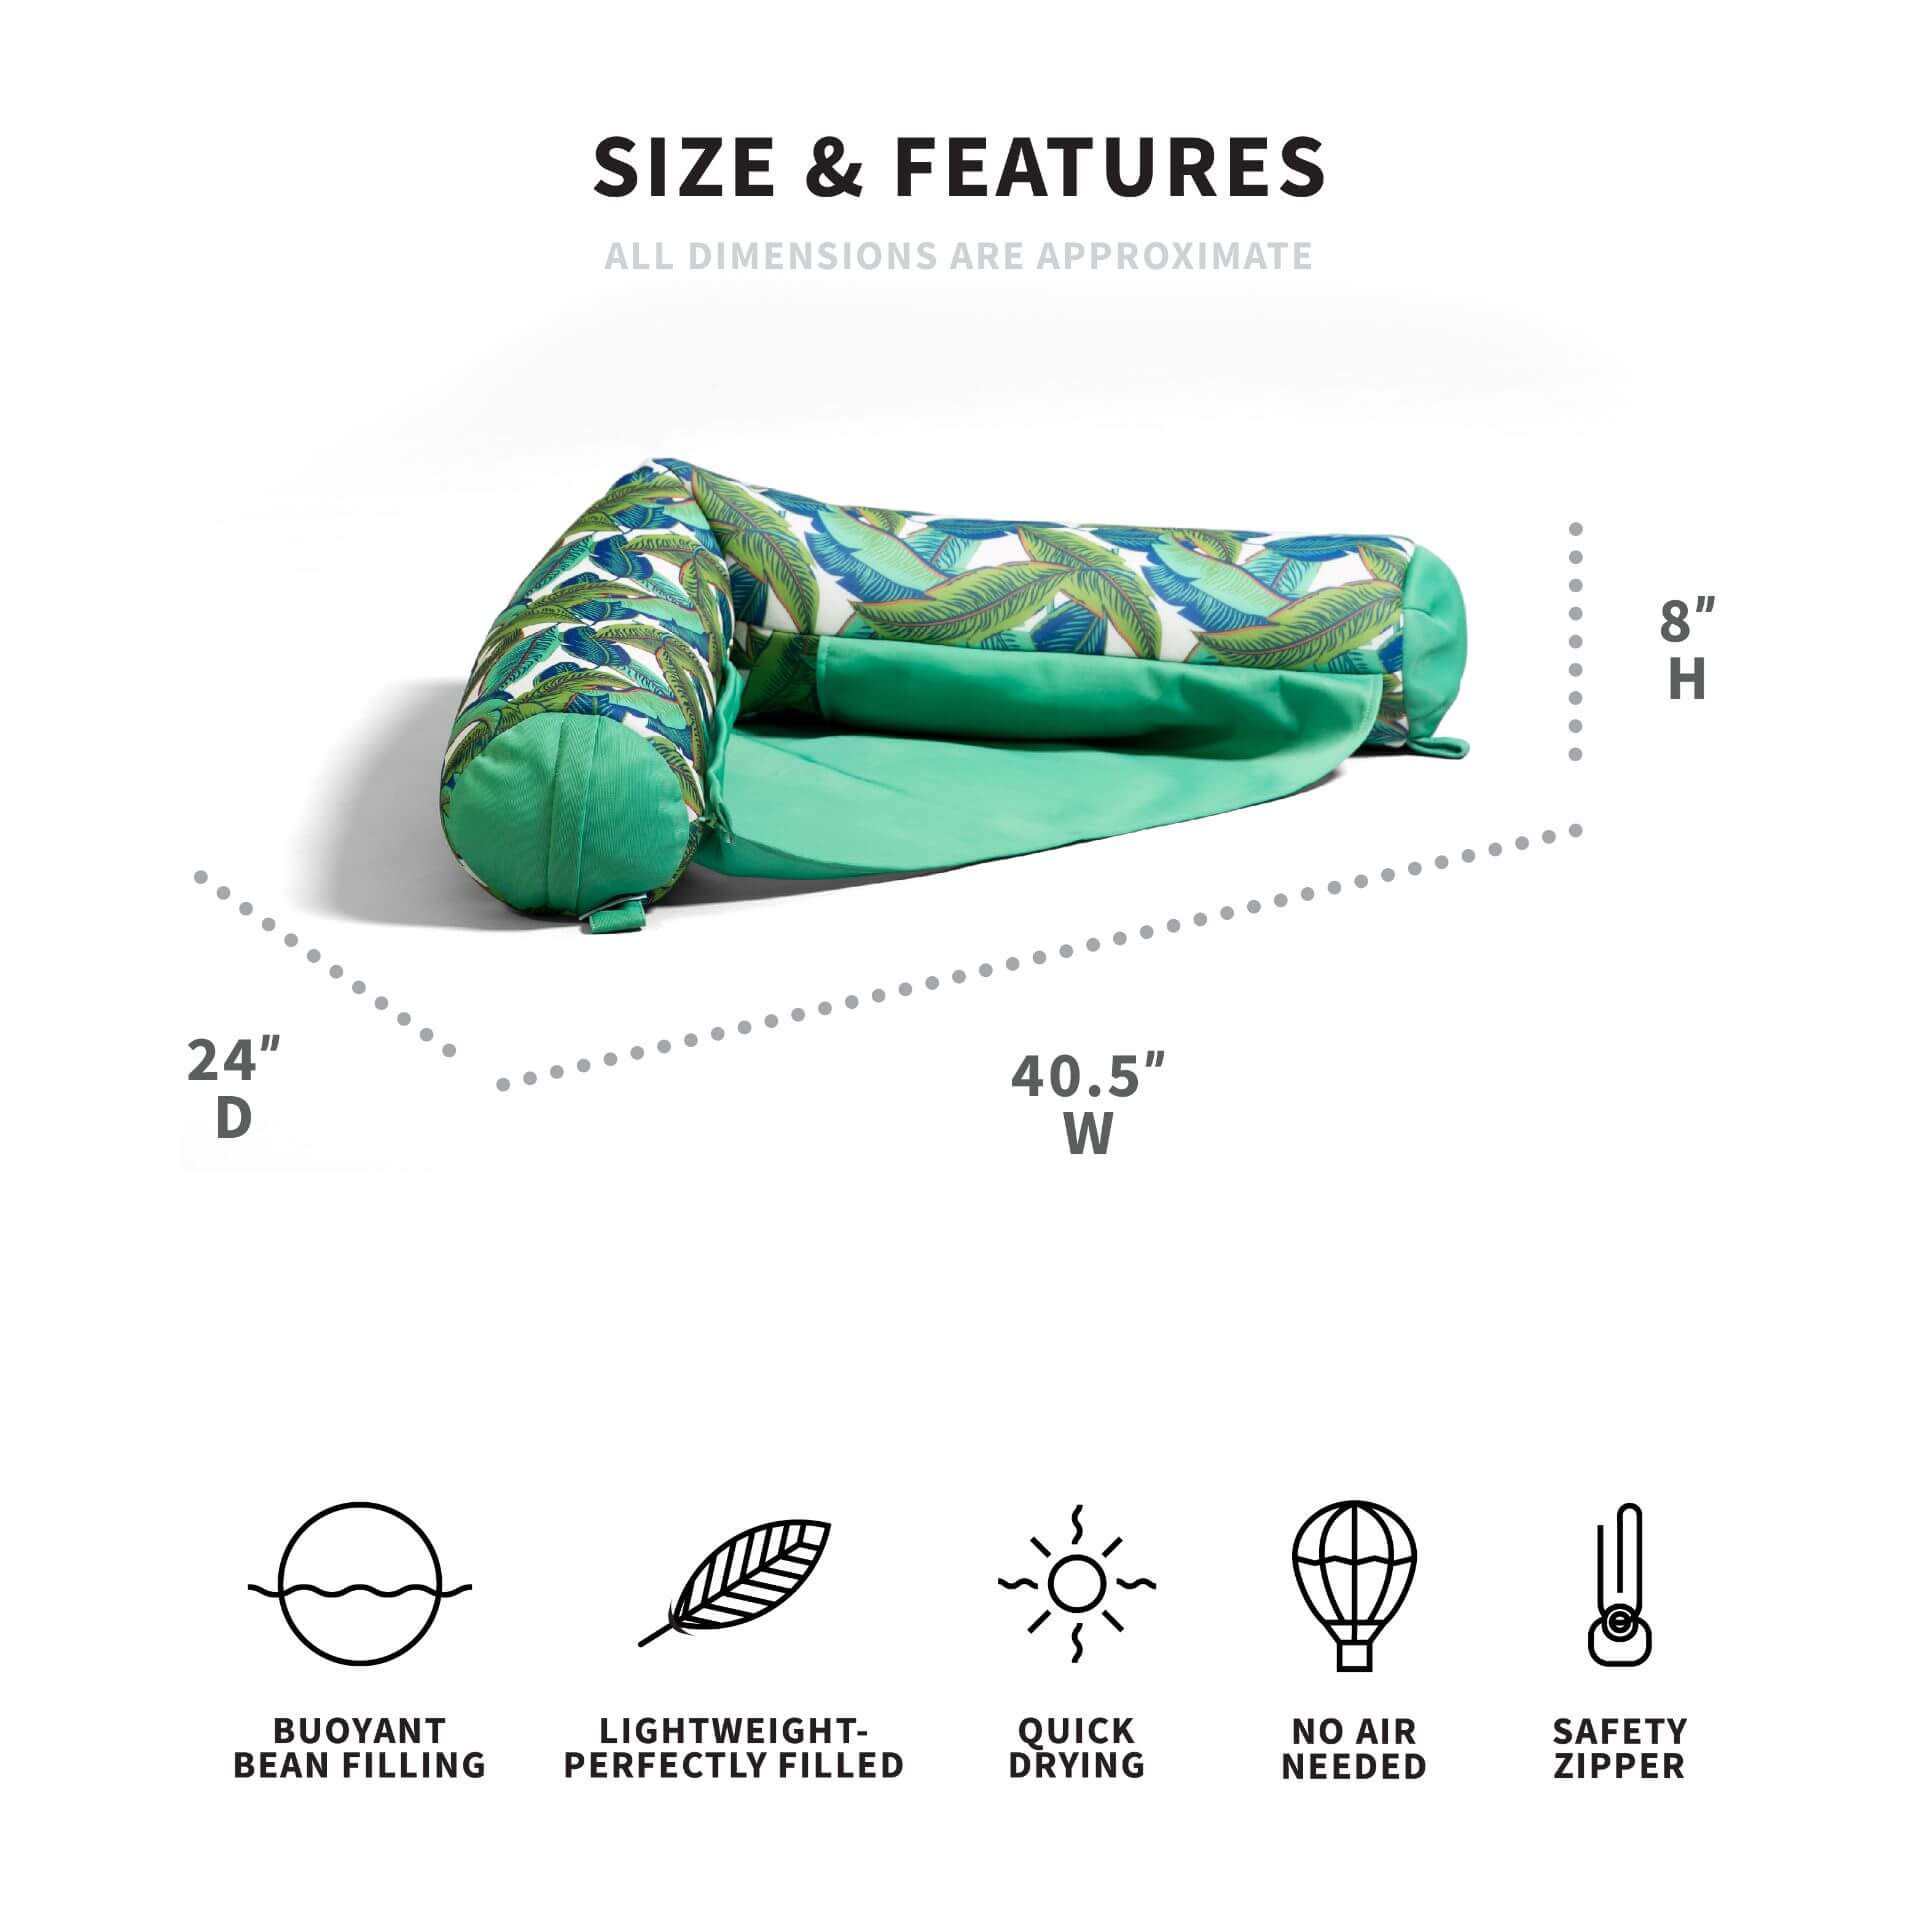 SIZE & FEATURES
ALL DIMENSIONS ARE APPROXIMATE
8"
H
24"
D
40.5"
W
BUOYANT
BEAN FILLING
LIGHTWEIGHT-
PERFECTLY FILLED
QUICK
DRYING
NO AIR
NEEDED
SAFETY
ZIPPER